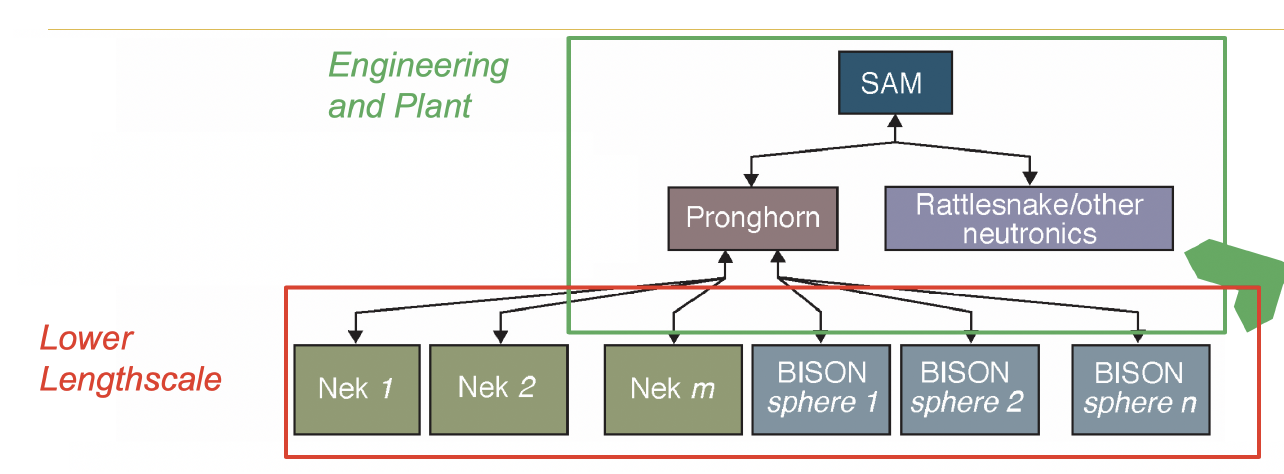 Engineering
and Plant
SAM
Pronghorn
Rattlesnake/other
neutronics
Lower
Lengthscale
Nek 1
Nek 2
Nek m
BISON
sphere 1
BISON
sphere 2
BISON
sphere n